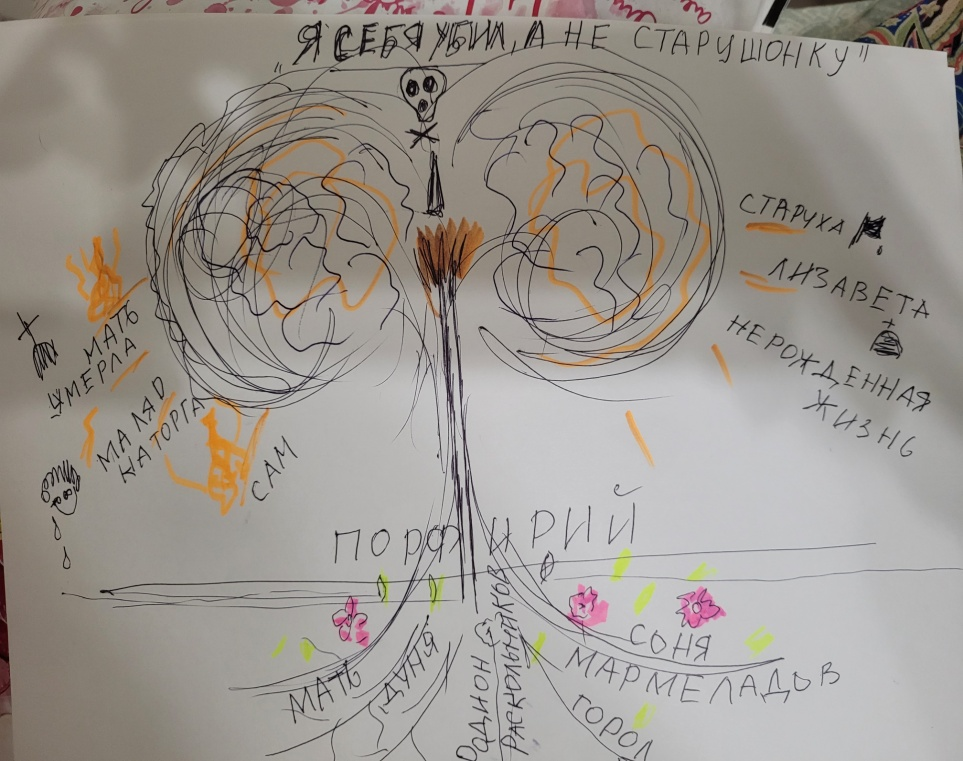 "Я СЕБЯ УБИЛ, А НЕ СТАРУШОНКУ"
СТАРУХА
ЛИЗАВЕТА
НЕРОЖДЕННАЯ
ЖИЗНЬ
МАТЬ
УМЕРЛА
КАТОРГА
САМ
ПОРФИРИЙ
МАТЬ
ДУНЯ
РОДИОН
РАСКОЛЬНИКОВ
СОНЯ
МАРМЕЛАДОВ
ГОРОД